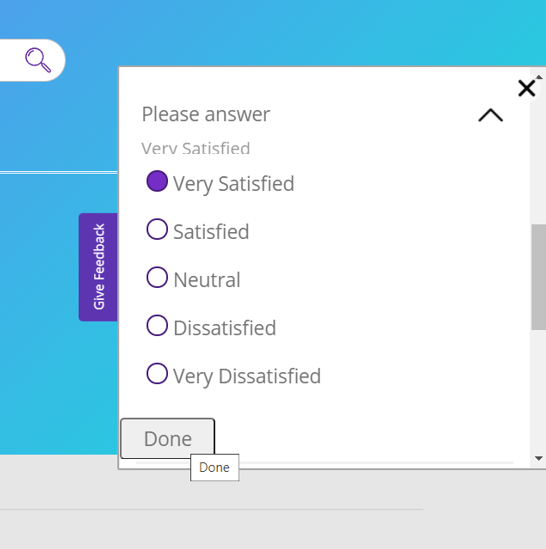 Please answer
Very Satisfied
Very Satisfied
Satisfied
Neutral
Dissatisfied
Very Dissatisfied
Give Feedback
Done
Done